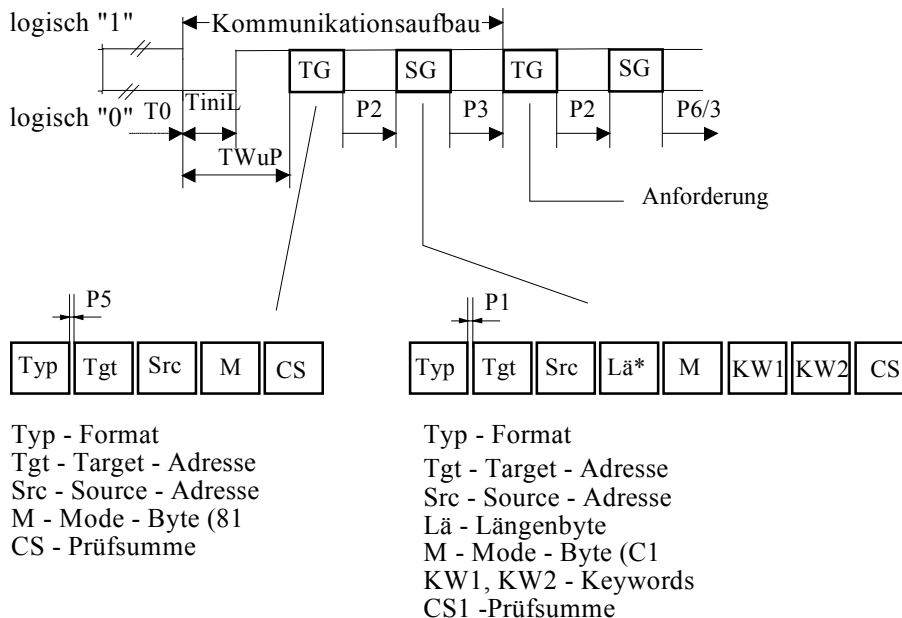 logisch "1"
Kommunikationsaufbau
TG
SG
TG
SG
logisch "0"
T0
TiniL
P2
P3
P2
P6/3
TWuP
Anforderung
P5
P1
Typ
Tgt
Src
M
CS
Typ
Tgt
Src
Lä*
M
KW1
KW2
CS
Typ - Format
Tgt - Target - Adresse
Src - Source - Adresse
M - Mode - Byte (81
CS - Prüfsumme
Typ - Format
Tgt - Target - Adresse
Src - Source - Adresse
Lä - Längenbyte
M - Mode - Byte (C1
KW1, KW2 - Keywords
CS1 -Prüfsumme